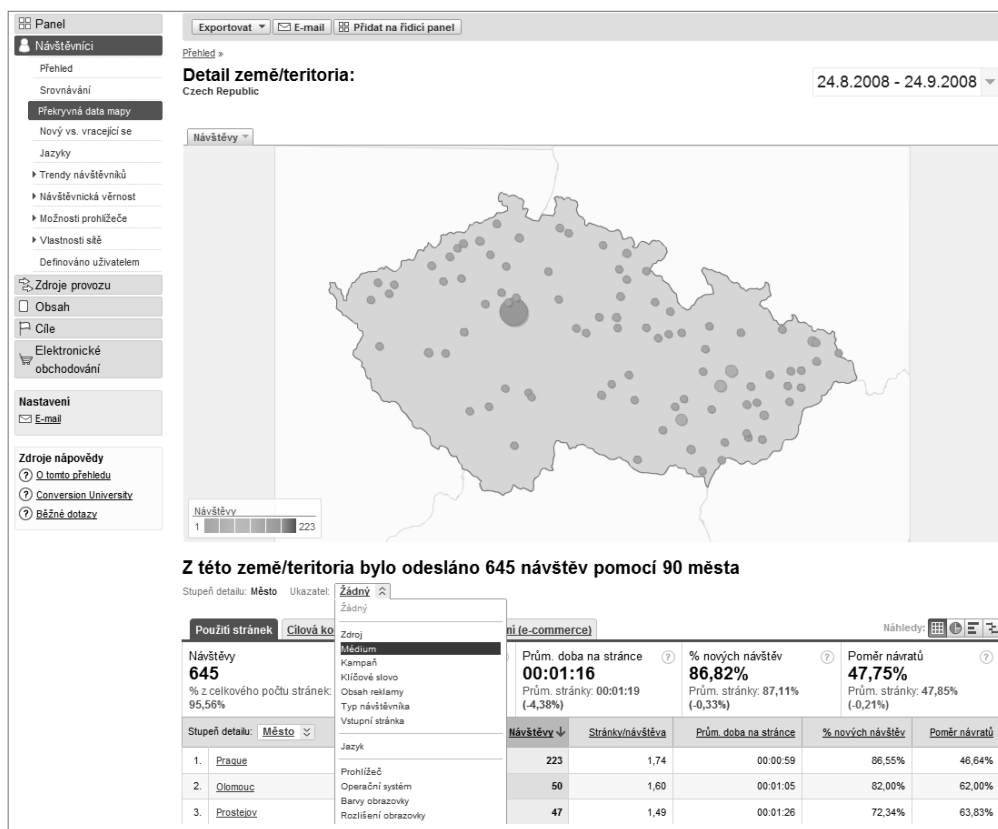 Panel
Návštěvníci
Přehled
Srovnávání
Překryvná data mapy
Nový vs. vracející se
Jazyky
Trendy návštěvníků
Návštěvnická věrnost
Možnosti prohlížeče
Vlastnosti sítě
Definováno uživatelem
Zdroje provozu
Obsah
Cíle
Elektronické
obchodování
Nastavení
E-mail
Zdroje nápovědy
O tomto přehledu
Conversion University
Běžné dotazy
Exportovat E-mail Přidat na řídicí panel
Přehled »
Detail země/teritoria:
Czech Republic
24.8.2008 - 24.9.2008
Návštěvy
Návštěvy
1 223
Z této země/teritoria bylo odesláno 645 návštěv pomocí 90 města
Stupeň detailu: Město Ukazatel: Žádný
Žádný
Zdroj
Médium
Kampaň
Klíčové slovo
Obsah reklamy
Typ návštěvníka
Vstupní stránka
Jazyk
Prohlížeč
Operační systém
Barvy obrazovky
Rozlišení obrazovky
Použití stránek Cílová ko ní (e-commerce) Náhledy:
Návštěvy
645
% z celkového počtu stránek:
95,56%
Prům. doba na stránce
00:01:16
Prům. stránky: 00:01:19
(-4,38%)
% nových návštěv
86,82%
Prům. stránky: 87,11%
(-0,33%)
Poměr návratů
47,75%
Prům. stránky: 47,85%
(-0,21%)
Stupeň detailu: Město Návštěvy Stránky/návštěva Prům. doba na stránce % nových návštěv Poměr návratů
1. Prague 223 1,74 00:00:59 86,55% 46,64%
2. Olomouc 50 1,60 00:01:05 82,00% 62,00%
3. Prostejov 47 1,49 00:01:26 72,34% 63,83%